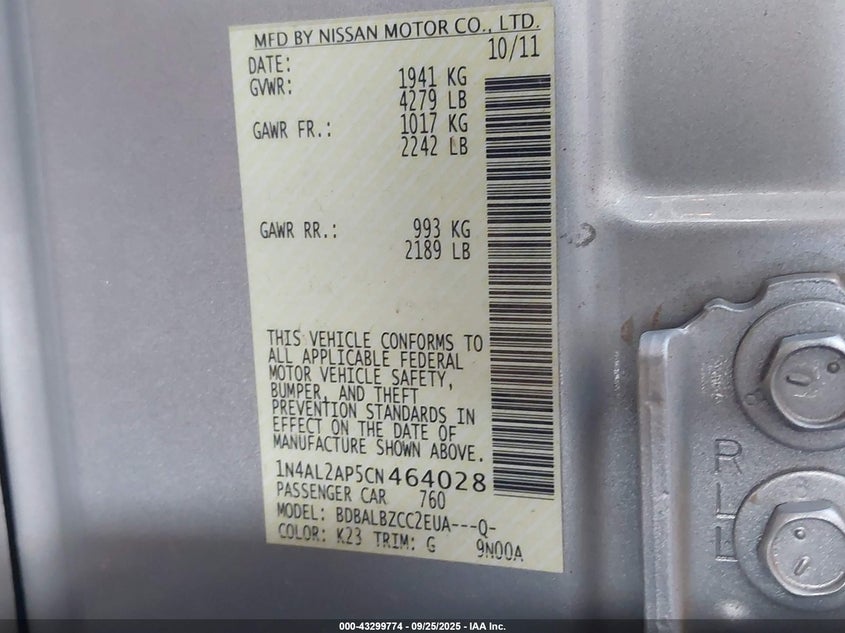 MFD BY NISSAN MOTOR CO., LTD.
DATE: 10/11
GVWR: 1941 KG
4279 LB
GAWR FR.: 1017 KG
2242 LB
GAWR RR.: 993 KG
2189 LB
THIS VEHICLE CONFORMS TO
ALL APPLICABLE FEDERAL
MOTOR VEHICLE SAFETY,
BUMPER, AND THEFT
PREVENTION STANDARDS IN
EFFECT ON THE DATE OF
MANUFACTURE SHOWN ABOVE.
1N4AL2AP5CN464028
PASSENGER CAR 760
MODEL: BDBALBZCC2EUA---Q-
COLOR: K23 TRIM: G 9N00A
000-43299774 - 09/25/2025 - IAA Inc.